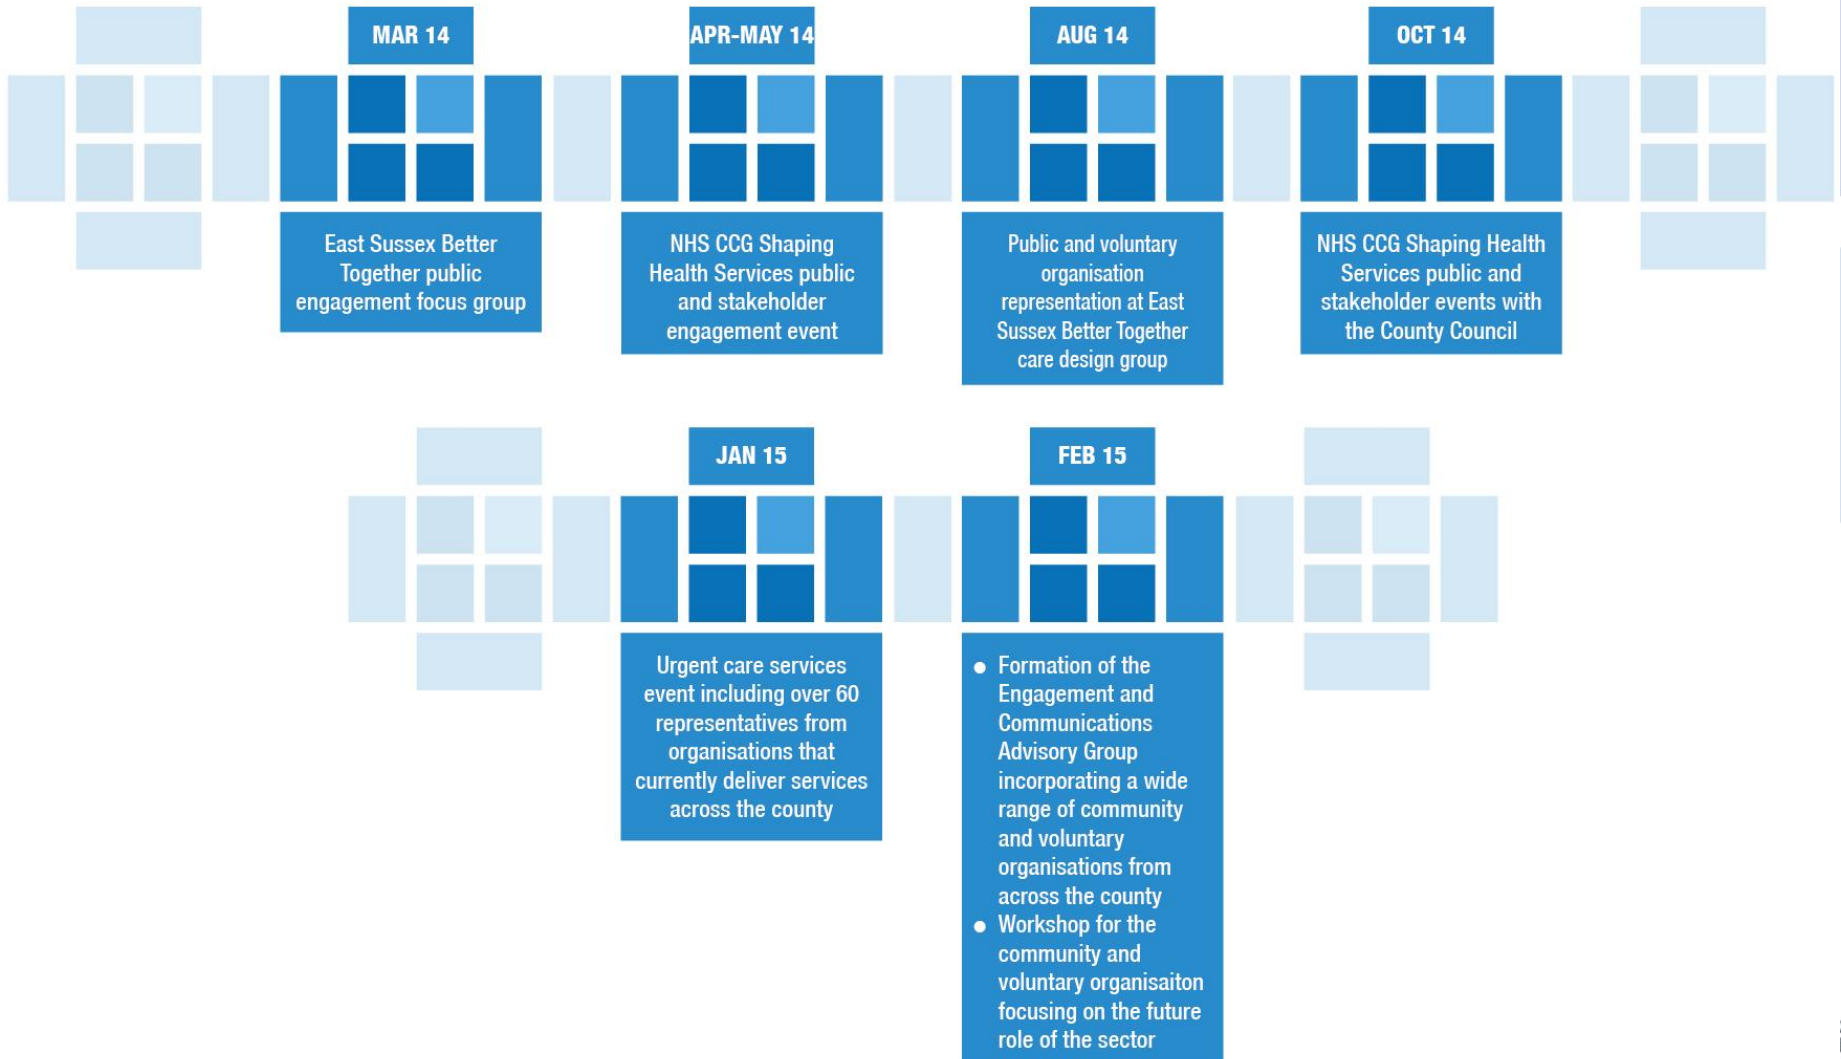 MAR 14
APR-MAY 14
AUG 14
OCT 14
East Sussex Better
Together public
engagement focus group
NHS CCG Shaping
Health Services public
and stakeholder
engagement event
Public and voluntary
organisation
representation at East
Sussex Better Together
care design group
NHS CCG Shaping Health
Services public and
stakeholder events with
the County Council
JAN 15
FEB 15
Urgent care services
event including over 60
representatives from
organisations that
currently deliver services
across the county
● Formation of the
Engagement and
Communications
Advisory Group
incorporating a wide
range of community
and voluntary
organisations from
across the county
● Workshop for the
community and
voluntary organisaiton
focusing on the future
role of the sector